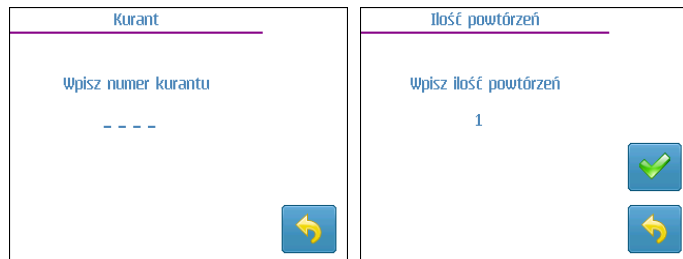 Kurant
Wpisz numer kurantu
_ _ _ _
Ilość powtórzeń
Wpisz ilość powtórzeń
1